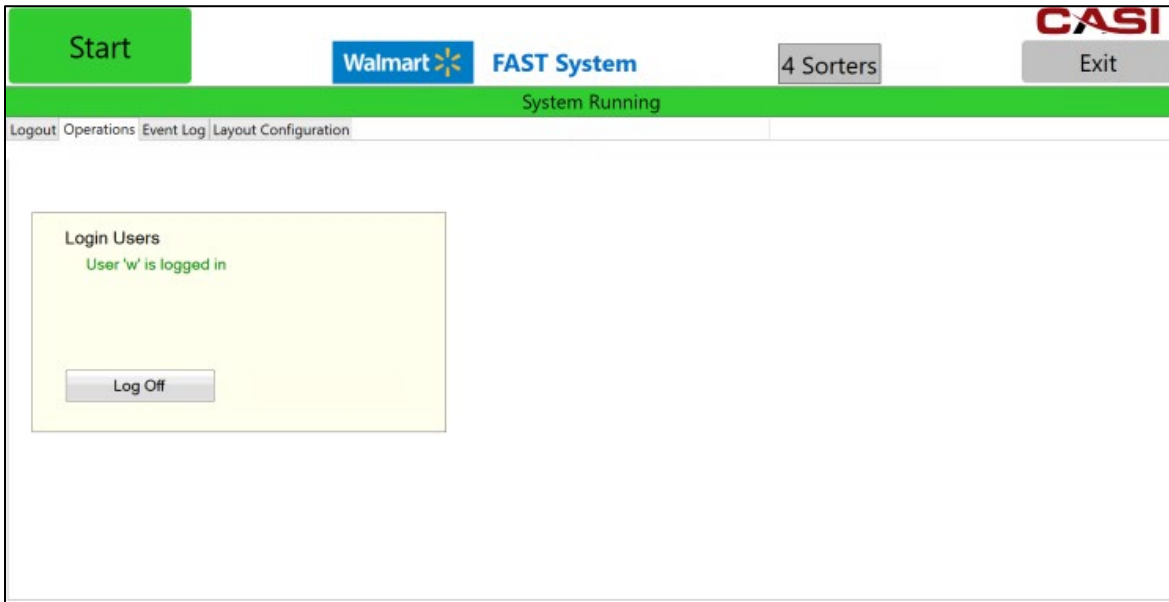 CASI
Start
Walmart FAST System 4 Sorters Exit
System Running
Logout Operations Event Log Layout Configuration
Login Users
User 'w' is logged in
Log Off